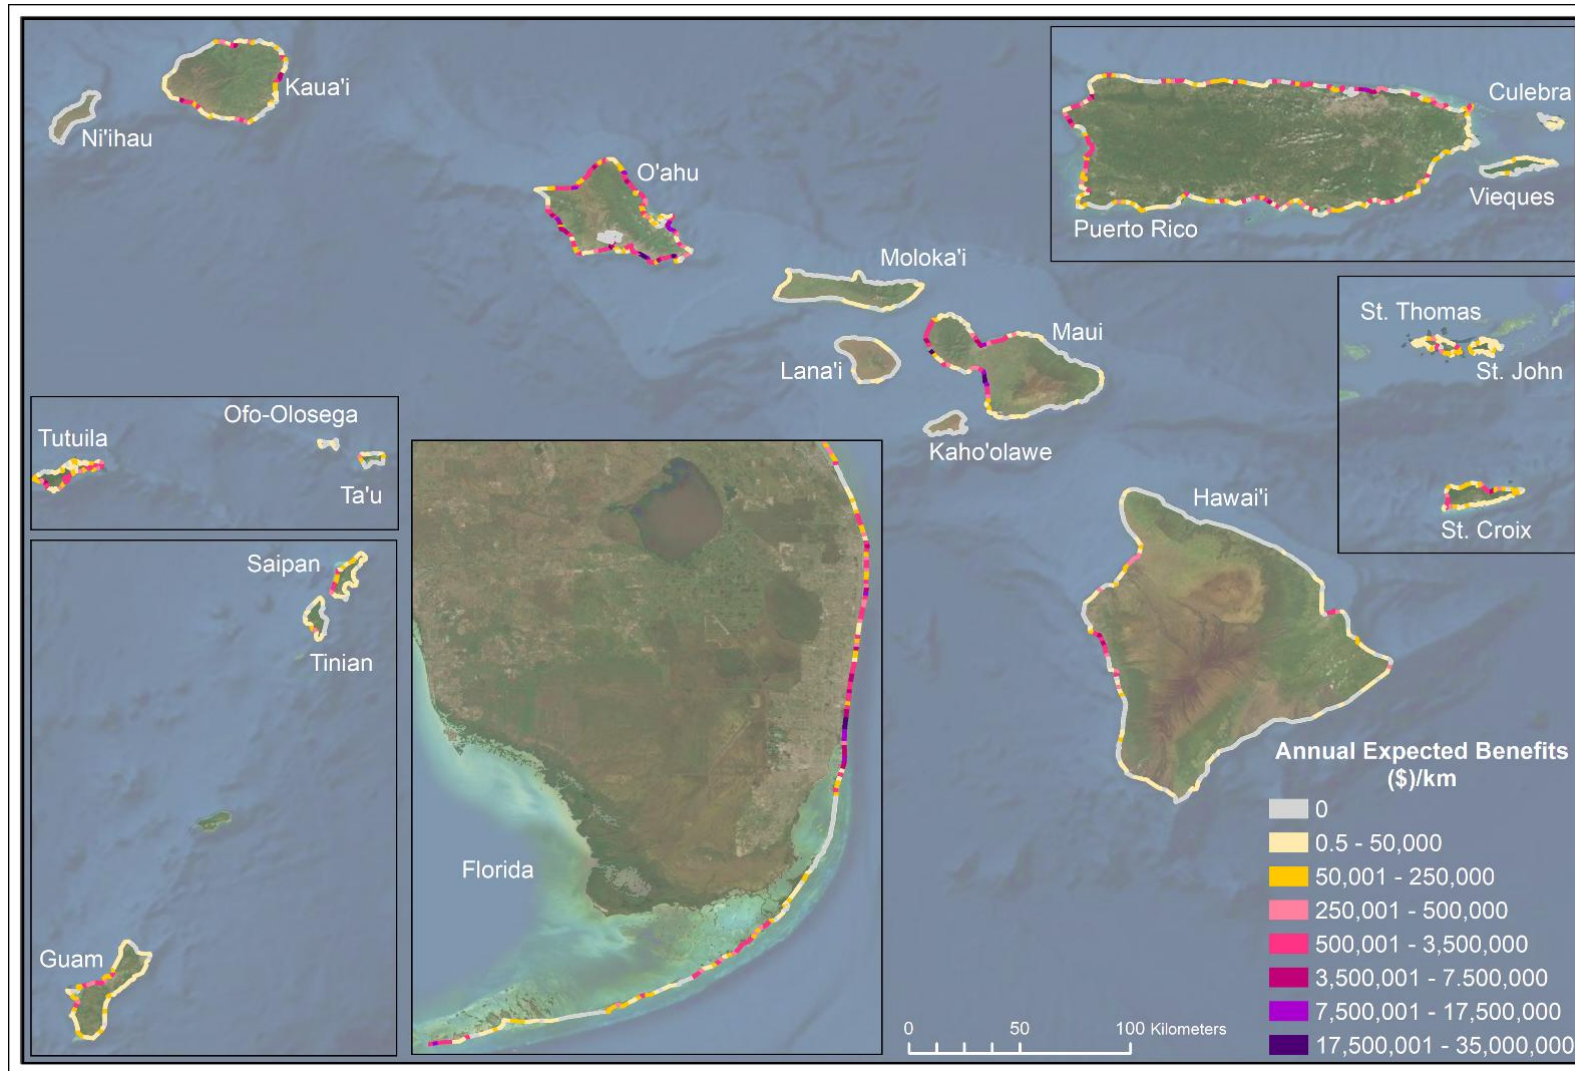 Kaua'i
Ni'ihau
O'ahu
Moloka'i
Maui
Lana'i
Kaho'olawe
Hawai'i
Culebra
Vieques
Puerto Rico
St. Thomas
St. John
St. Croix
Ofo-Olosega
Tutuila
Ta'u
Saipan
Tinian
Guam
Florida
Annual Expected Benefits
($)/km
0
0.5 - 50,000
50,001 - 250,000
250,001 - 500,000
500,001 - 3,500,000
3,500,001 - 7.500,000
7,500,001 - 17,500,000
17,500,001 - 35,000,000
0 50 100 Kilometers